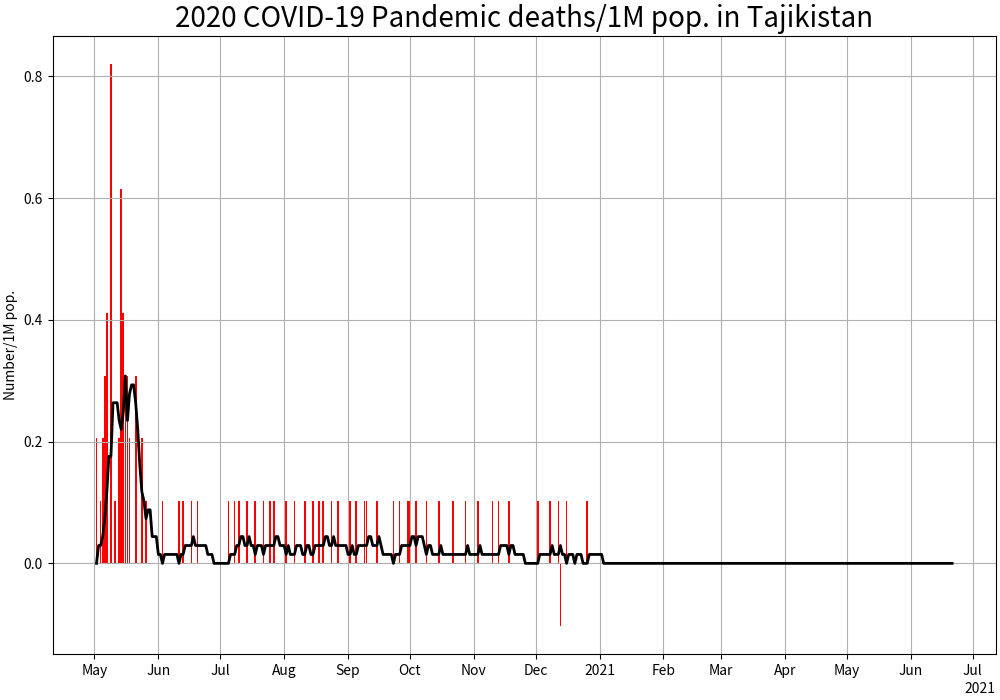 2020 COVID-19 Pandemic deaths/1M pop. in Tajikistan
Number/1M pop.
0.8
0.6
0.4
0.2
0.0
May Jun Jul Aug Sep Oct Nov Dec 2021 Feb Mar Apr May Jun Jul
2021